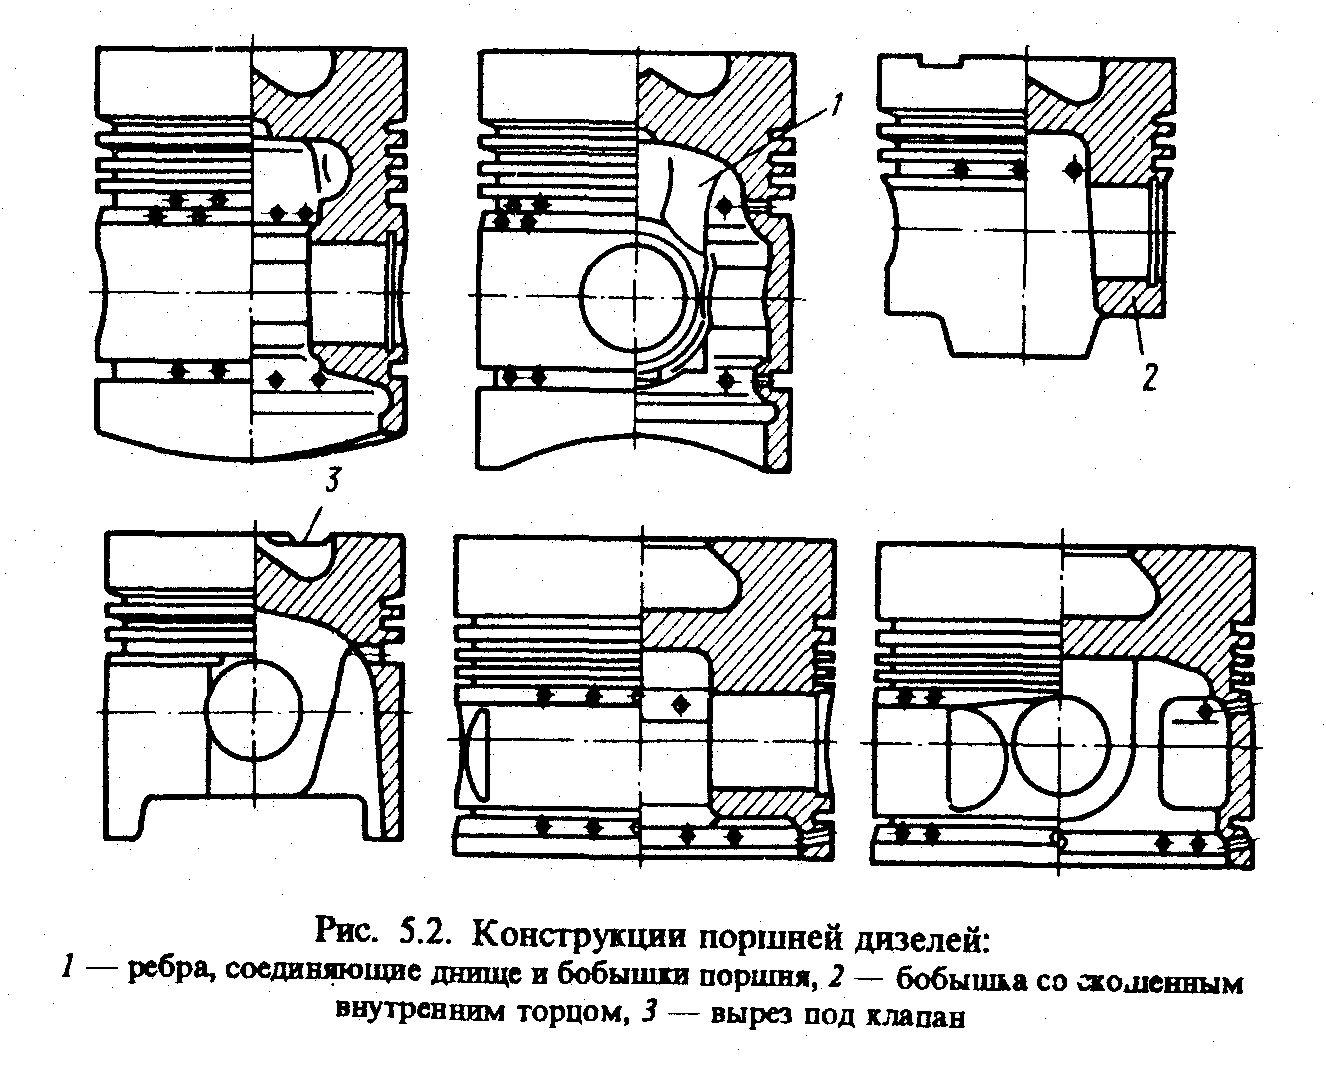 1
2
3
Рис. 5.2. Конструкции поршней дизелей:
1 — ребра, соединяющие днище и бобышки поршня, 2 — бобышка со скошенным
внутренним торцом, 3 — вырез под клапан